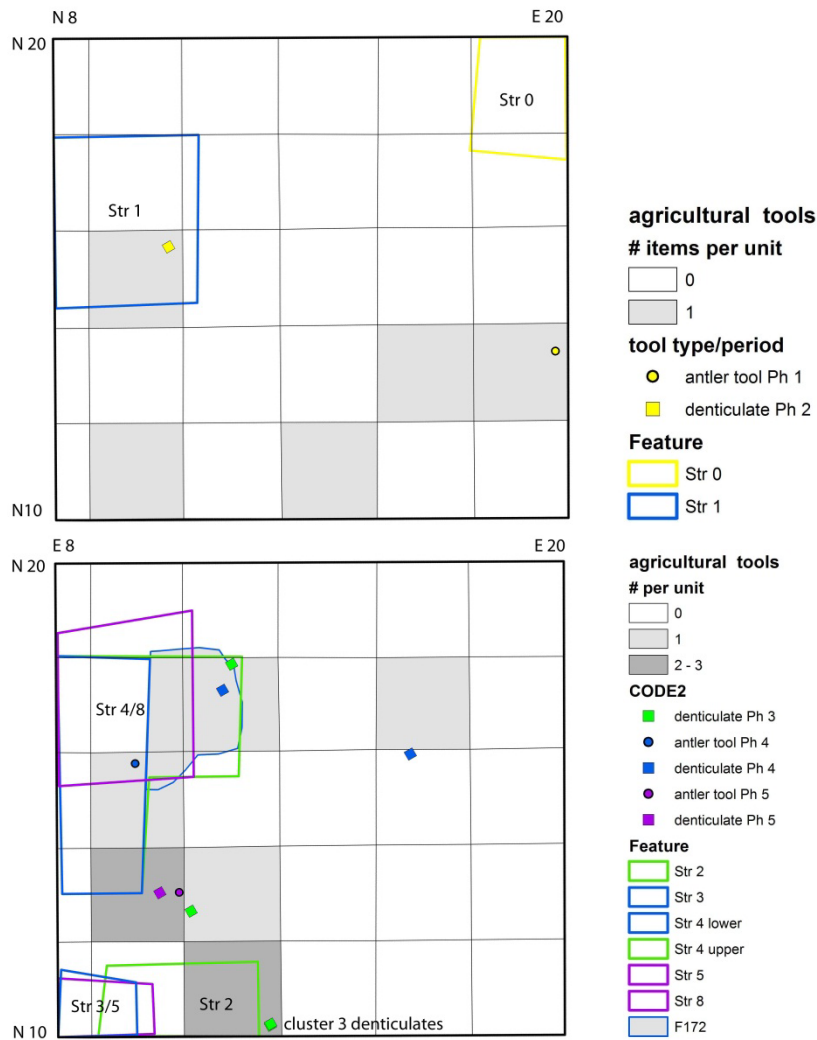 N 8 E 20
N 20
Str 0
Str 1
N10
agricultural tools
# items per unit
0
1
tool type/period
antler tool Ph 1
denticulate Ph 2
Feature
Str 0
Str 1
E 8 E 20
N 20
Str 4/8
Str 3/5
Str 2
cluster 3 denticulates
N 10
agricultural tools
# per unit
0
1
2 - 3
CODE2
denticulate Ph 3
antler tool Ph 4
denticulate Ph 4
antler tool Ph 5
denticulate Ph 5
Feature
Str 2
Str 3
Str 4 lower
Str 4 upper
Str 5
Str 8
F172